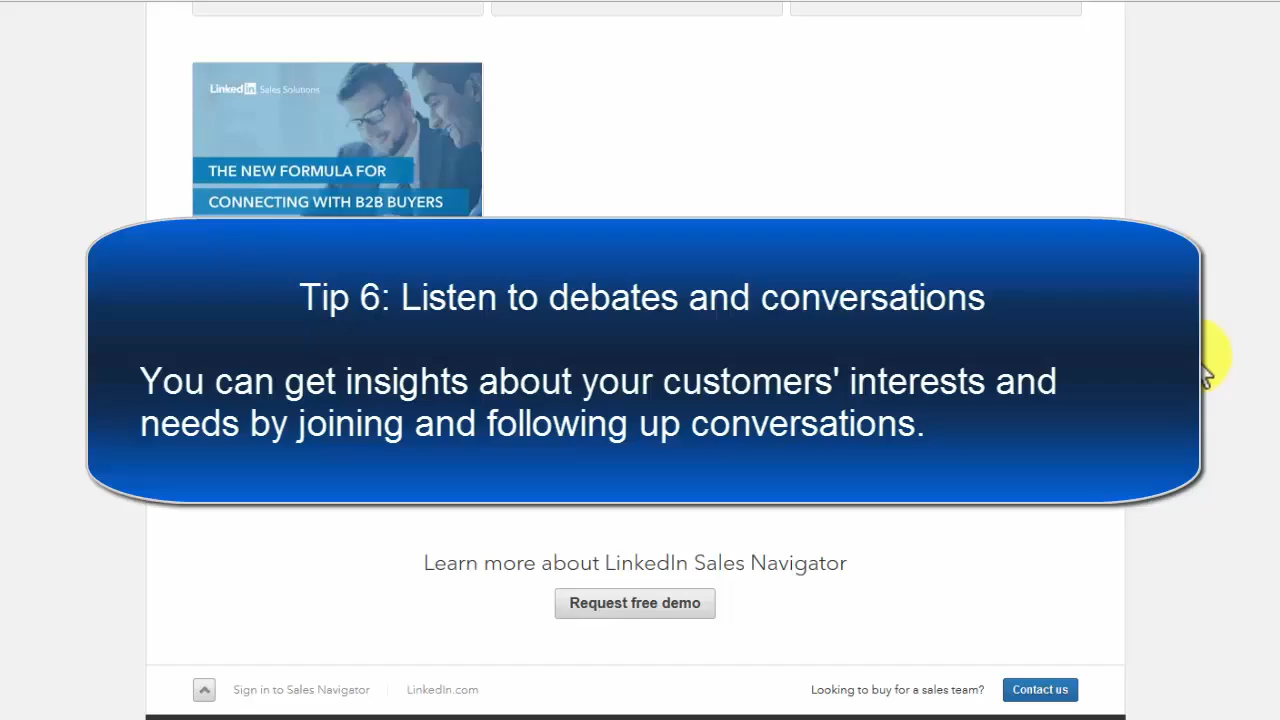 Linked in Sales Solutions
THE NEW FORMULA FOR
CONNECTING WITH B2B BUYERS
Tip 6: Listen to debates and conversations
You can get insights about your customers' interests and
needs by joining and following up conversations.
Learn more about LinkedIn Sales Navigator
Request free demo
Sign in to Sales Navigator LinkedIn.com Looking to buy for a sales team? Contact us